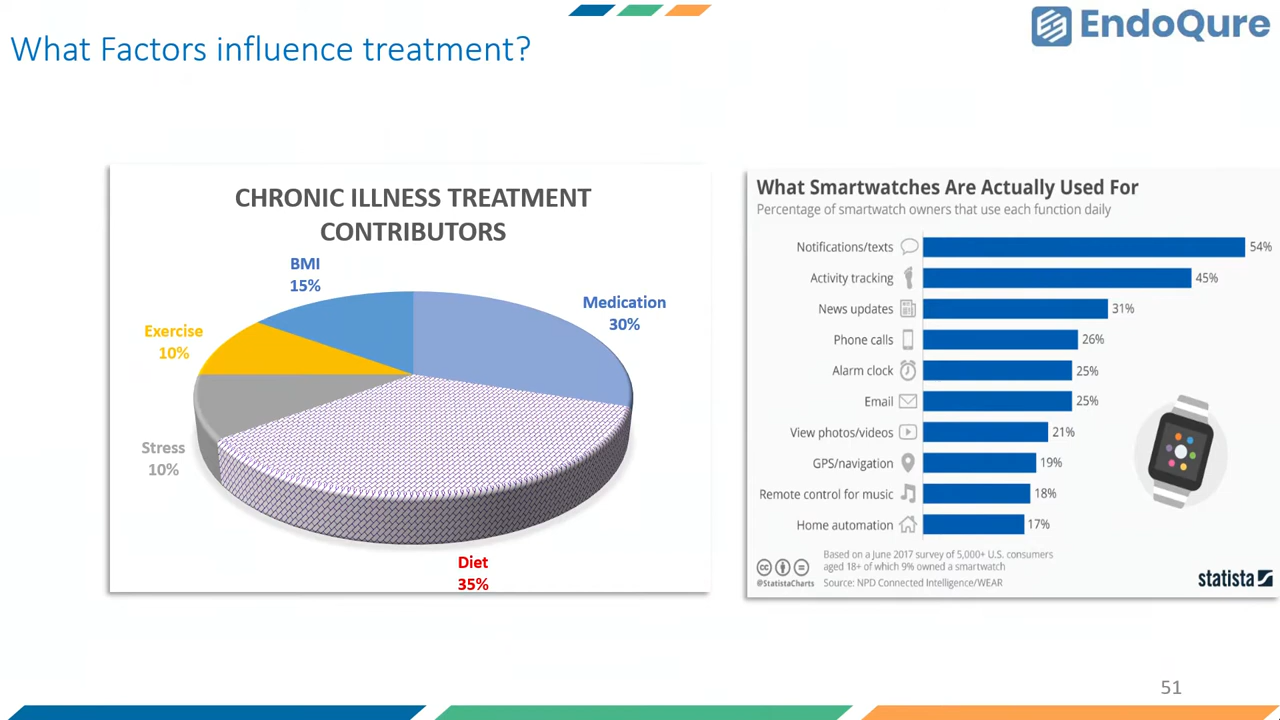 EndoQure
What Factors influence treatment?
CHRONIC ILLNESS TREATMENT
CONTRIBUTORS
BMI
15%
Medication
30%
Exercise
10%
Stress
10%
Diet
35%
What Smartwatches Are Actually Used For
Percentage of smartwatch owners that use each function daily
Notifications/texts 54%
Activity tracking 45%
News updates 31%
Phone calls 26%
Alarm clock 25%
Email 25%
View photos/videos 21%
GPS/navigation 19%
Remote control for music 18%
Home automation 17%
Based on a June 2017 survey of 5,000+ U.S. consumers
aged 18+ of which 9% owned a smartwatch
@StatistaCharts Source: NPD Connected Intelligence/WEAR
statista
51